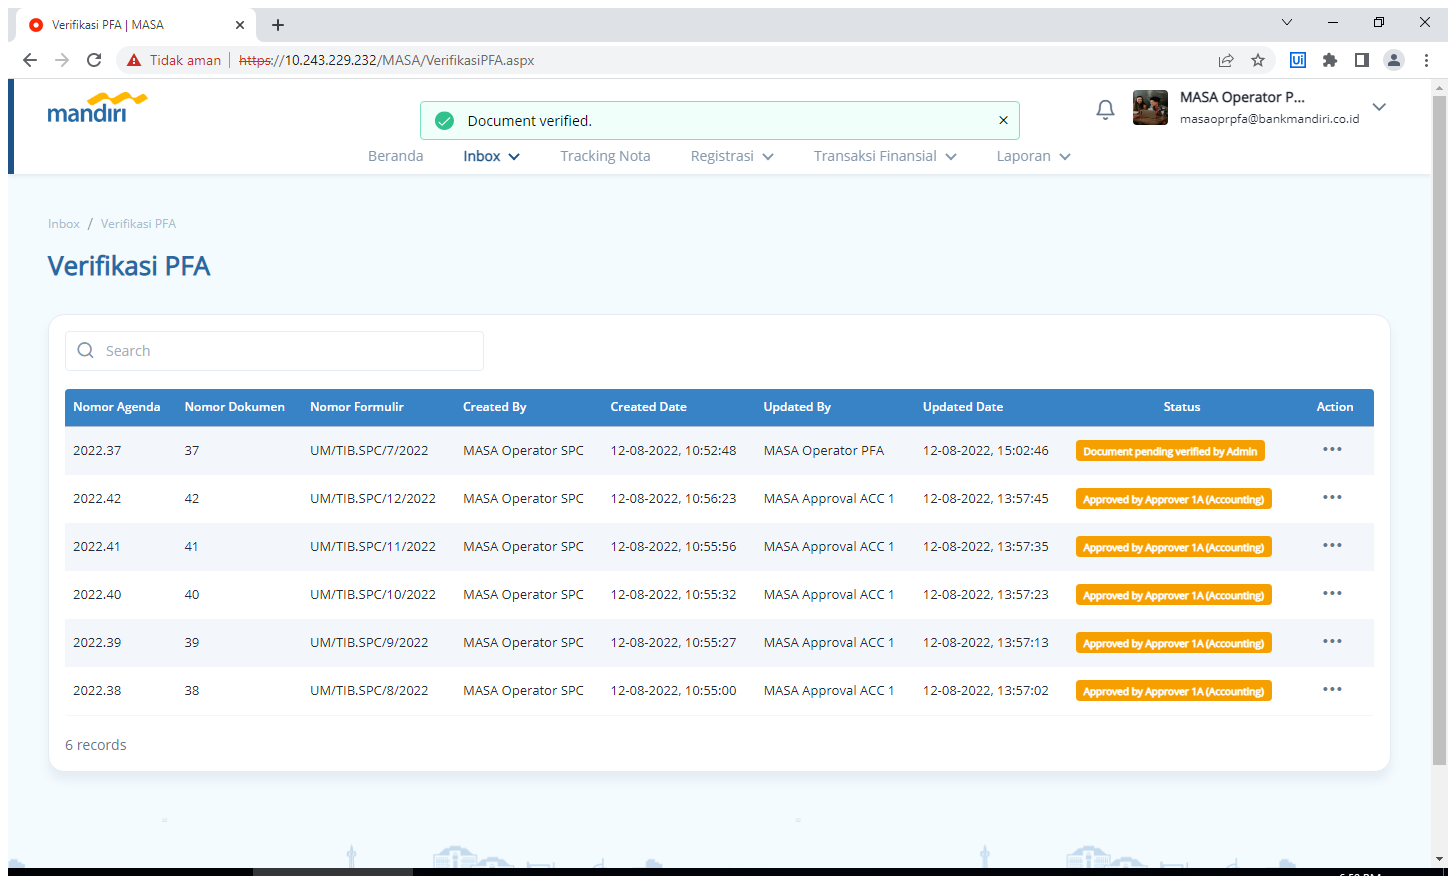 Verifikasi PFA | MASA
Tidak aman | https://10.243.229.232/MASA/VerifikasiPFA.aspx
mandiri
Document verified.
MASA Operator P...
masaoprpfa@bankmandiri.co.id
Beranda Inbox Tracking Nota Registrasi Transaksi Finansial Laporan
Inbox / Verifikasi PFA
Verifikasi PFA
Search
Nomor Agenda Nomor Dokumen Nomor Formulir Created By Created Date Updated By Updated Date Status Action
2022.37 37 UM/TIB.SPC/7/2022 MASA Operator SPC 12-08-2022, 10:52:48 MASA Operator PFA 12-08-2022, 15:02:46 Document pending verified by Admin •••
2022.42 42 UM/TIB.SPC/12/2022 MASA Operator SPC 12-08-2022, 10:56:23 MASA Approval ACC 1 12-08-2022, 13:57:45 Approved by Approver 1A (Accounting) •••
2022.41 41 UM/TIB.SPC/11/2022 MASA Operator SPC 12-08-2022, 10:55:56 MASA Approval ACC 1 12-08-2022, 13:57:35 Approved by Approver 1A (Accounting) •••
2022.40 40 UM/TIB.SPC/10/2022 MASA Operator SPC 12-08-2022, 10:55:32 MASA Approval ACC 1 12-08-2022, 13:57:23 Approved by Approver 1A (Accounting) •••
2022.39 39 UM/TIB.SPC/9/2022 MASA Operator SPC 12-08-2022, 10:55:27 MASA Approval ACC 1 12-08-2022, 13:57:13 Approved by Approver 1A (Accounting) •••
2022.38 38 UM/TIB.SPC/8/2022 MASA Operator SPC 12-08-2022, 10:55:00 MASA Approval ACC 1 12-08-2022, 13:57:02 Approved by Approver 1A (Accounting) •••
6 records